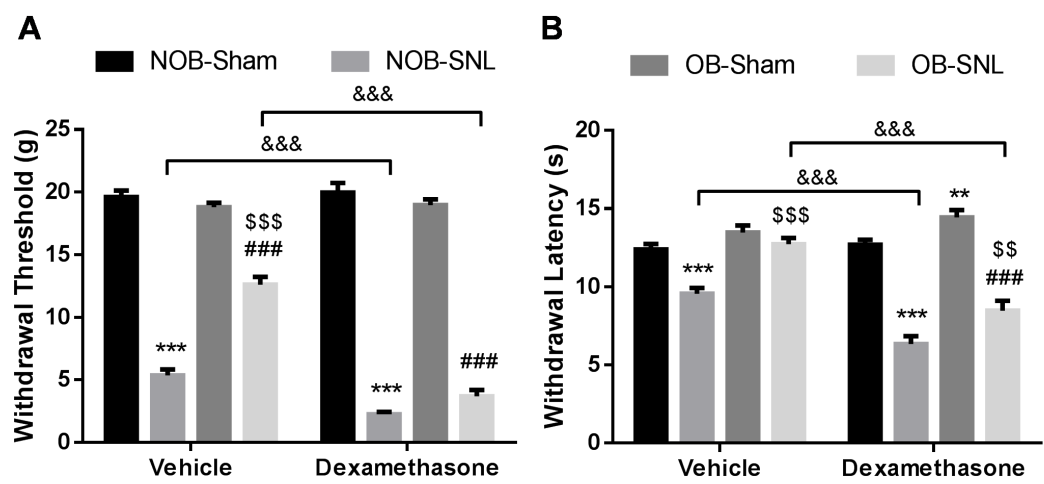 A
NOB-Sham
NOB-SNL
&&&
&&&
Withdrawal Threshold (g)
25
20
15
10
5
0
***
$$$
###
***
###
Vehicle
Dexamethasone
B
OB-Sham
OB-SNL
&&&
&&&
Withdrawal Latency (s)
20
15
10
5
0
***
$$$
***
**
$$
###
Vehicle
Dexamethasone